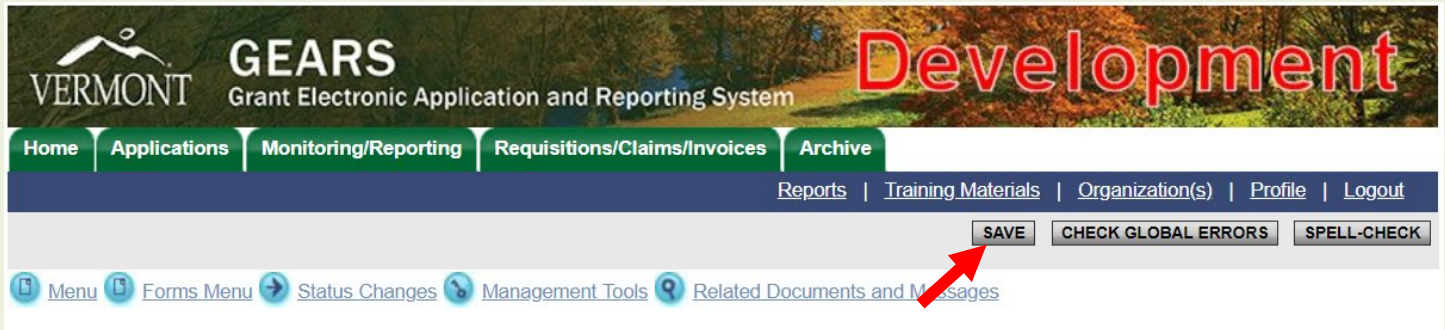 VERMONT GEARS Development
Grant Electronic Application and Reporting System
Home Applications Monitoring/Reporting Requisitions/Claims/Invoices Archive
Reports | Training Materials | Organization(s) | Profile | Logout
SAVE CHECK GLOBAL ERRORS SPELL-CHECK
Menu Forms Menu Status Changes Management Tools Related Documents and Messages